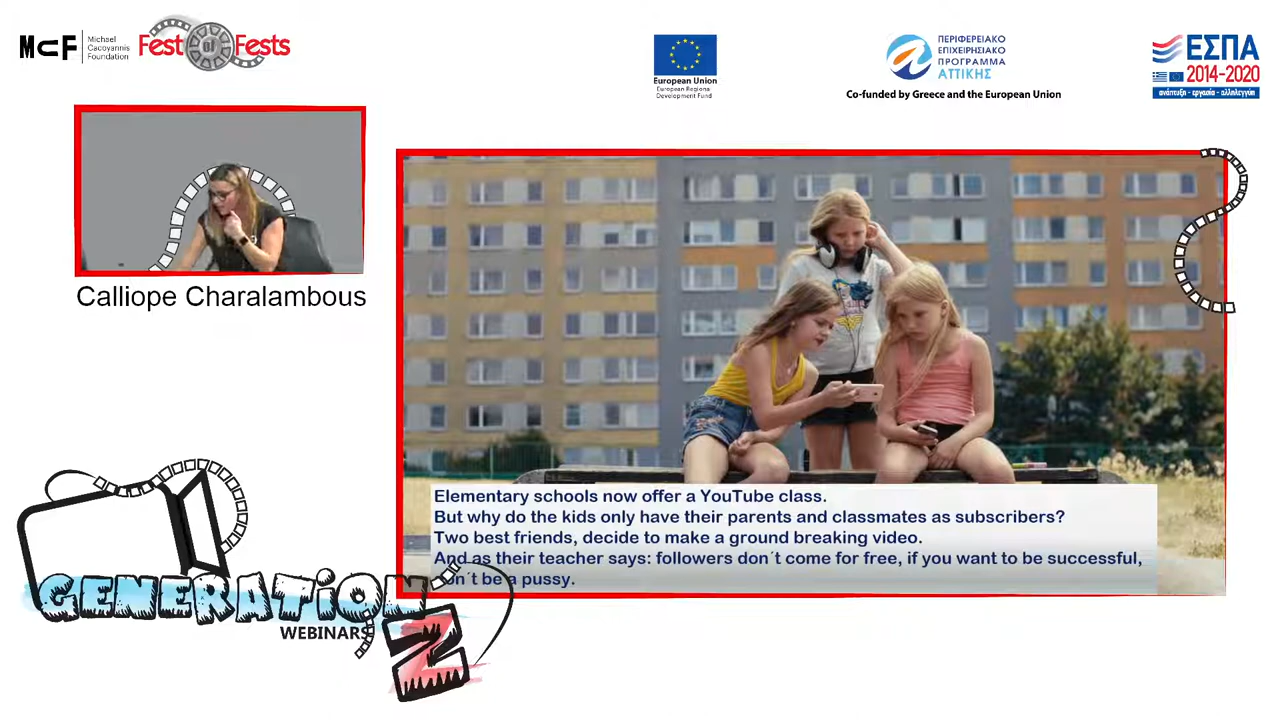 MCF
Michael
Cacoyannis
Foundation
Fest OF Fests
European Union
European Regional
Development Fund
ΠΕΡΙΦΕΡΕΙΑΚΟ
ΕΠΙΧΕΙΡΗΣΙΑΚΟ
ΠΡΟΓΡΑΜΜΑ
ΑΤΤΙΚΗΣ
Co-funded by Greece and the European Union
ΕΣΠΑ
2014-2020
ανάπτυξη - εργασία - αλληλεγγύη
Calliope Charalambous
Elementary schools now offer a YouTube class.
But why do the kids only have their parents and classmates as subscribers?
Two best friends, decide to make a ground breaking video.
And as their teacher says: followers don´t come for free, if you want to be successful,
don´t be a pussy.
GENERATiON
WEBINARS
Z